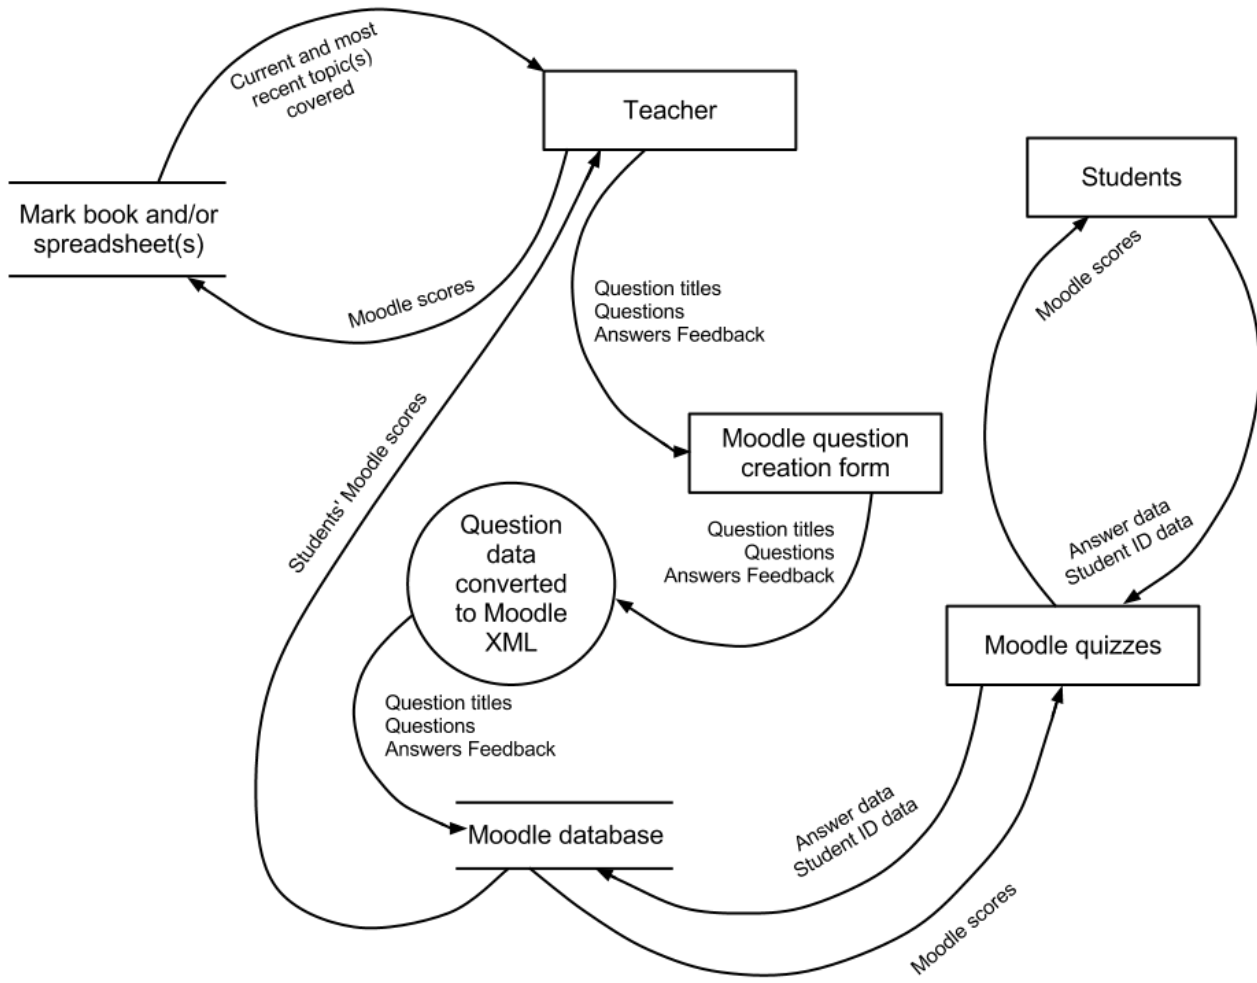 Current and most
recent topic(s)
covered
Teacher
Students
Mark book and/or
spreadsheet(s)
Moodle scores
Moodle scores
Question titles
Questions
Answers Feedback
Students' Moodle scores
Moodle question
creation form
Question
data
converted
to Moodle
XML
Question titles
Questions
Answers Feedback
Answer data
Student ID data
Moodle quizzes
Question titles
Questions
Answers Feedback
Moodle database
Answer data
Student ID data
Moodle scores